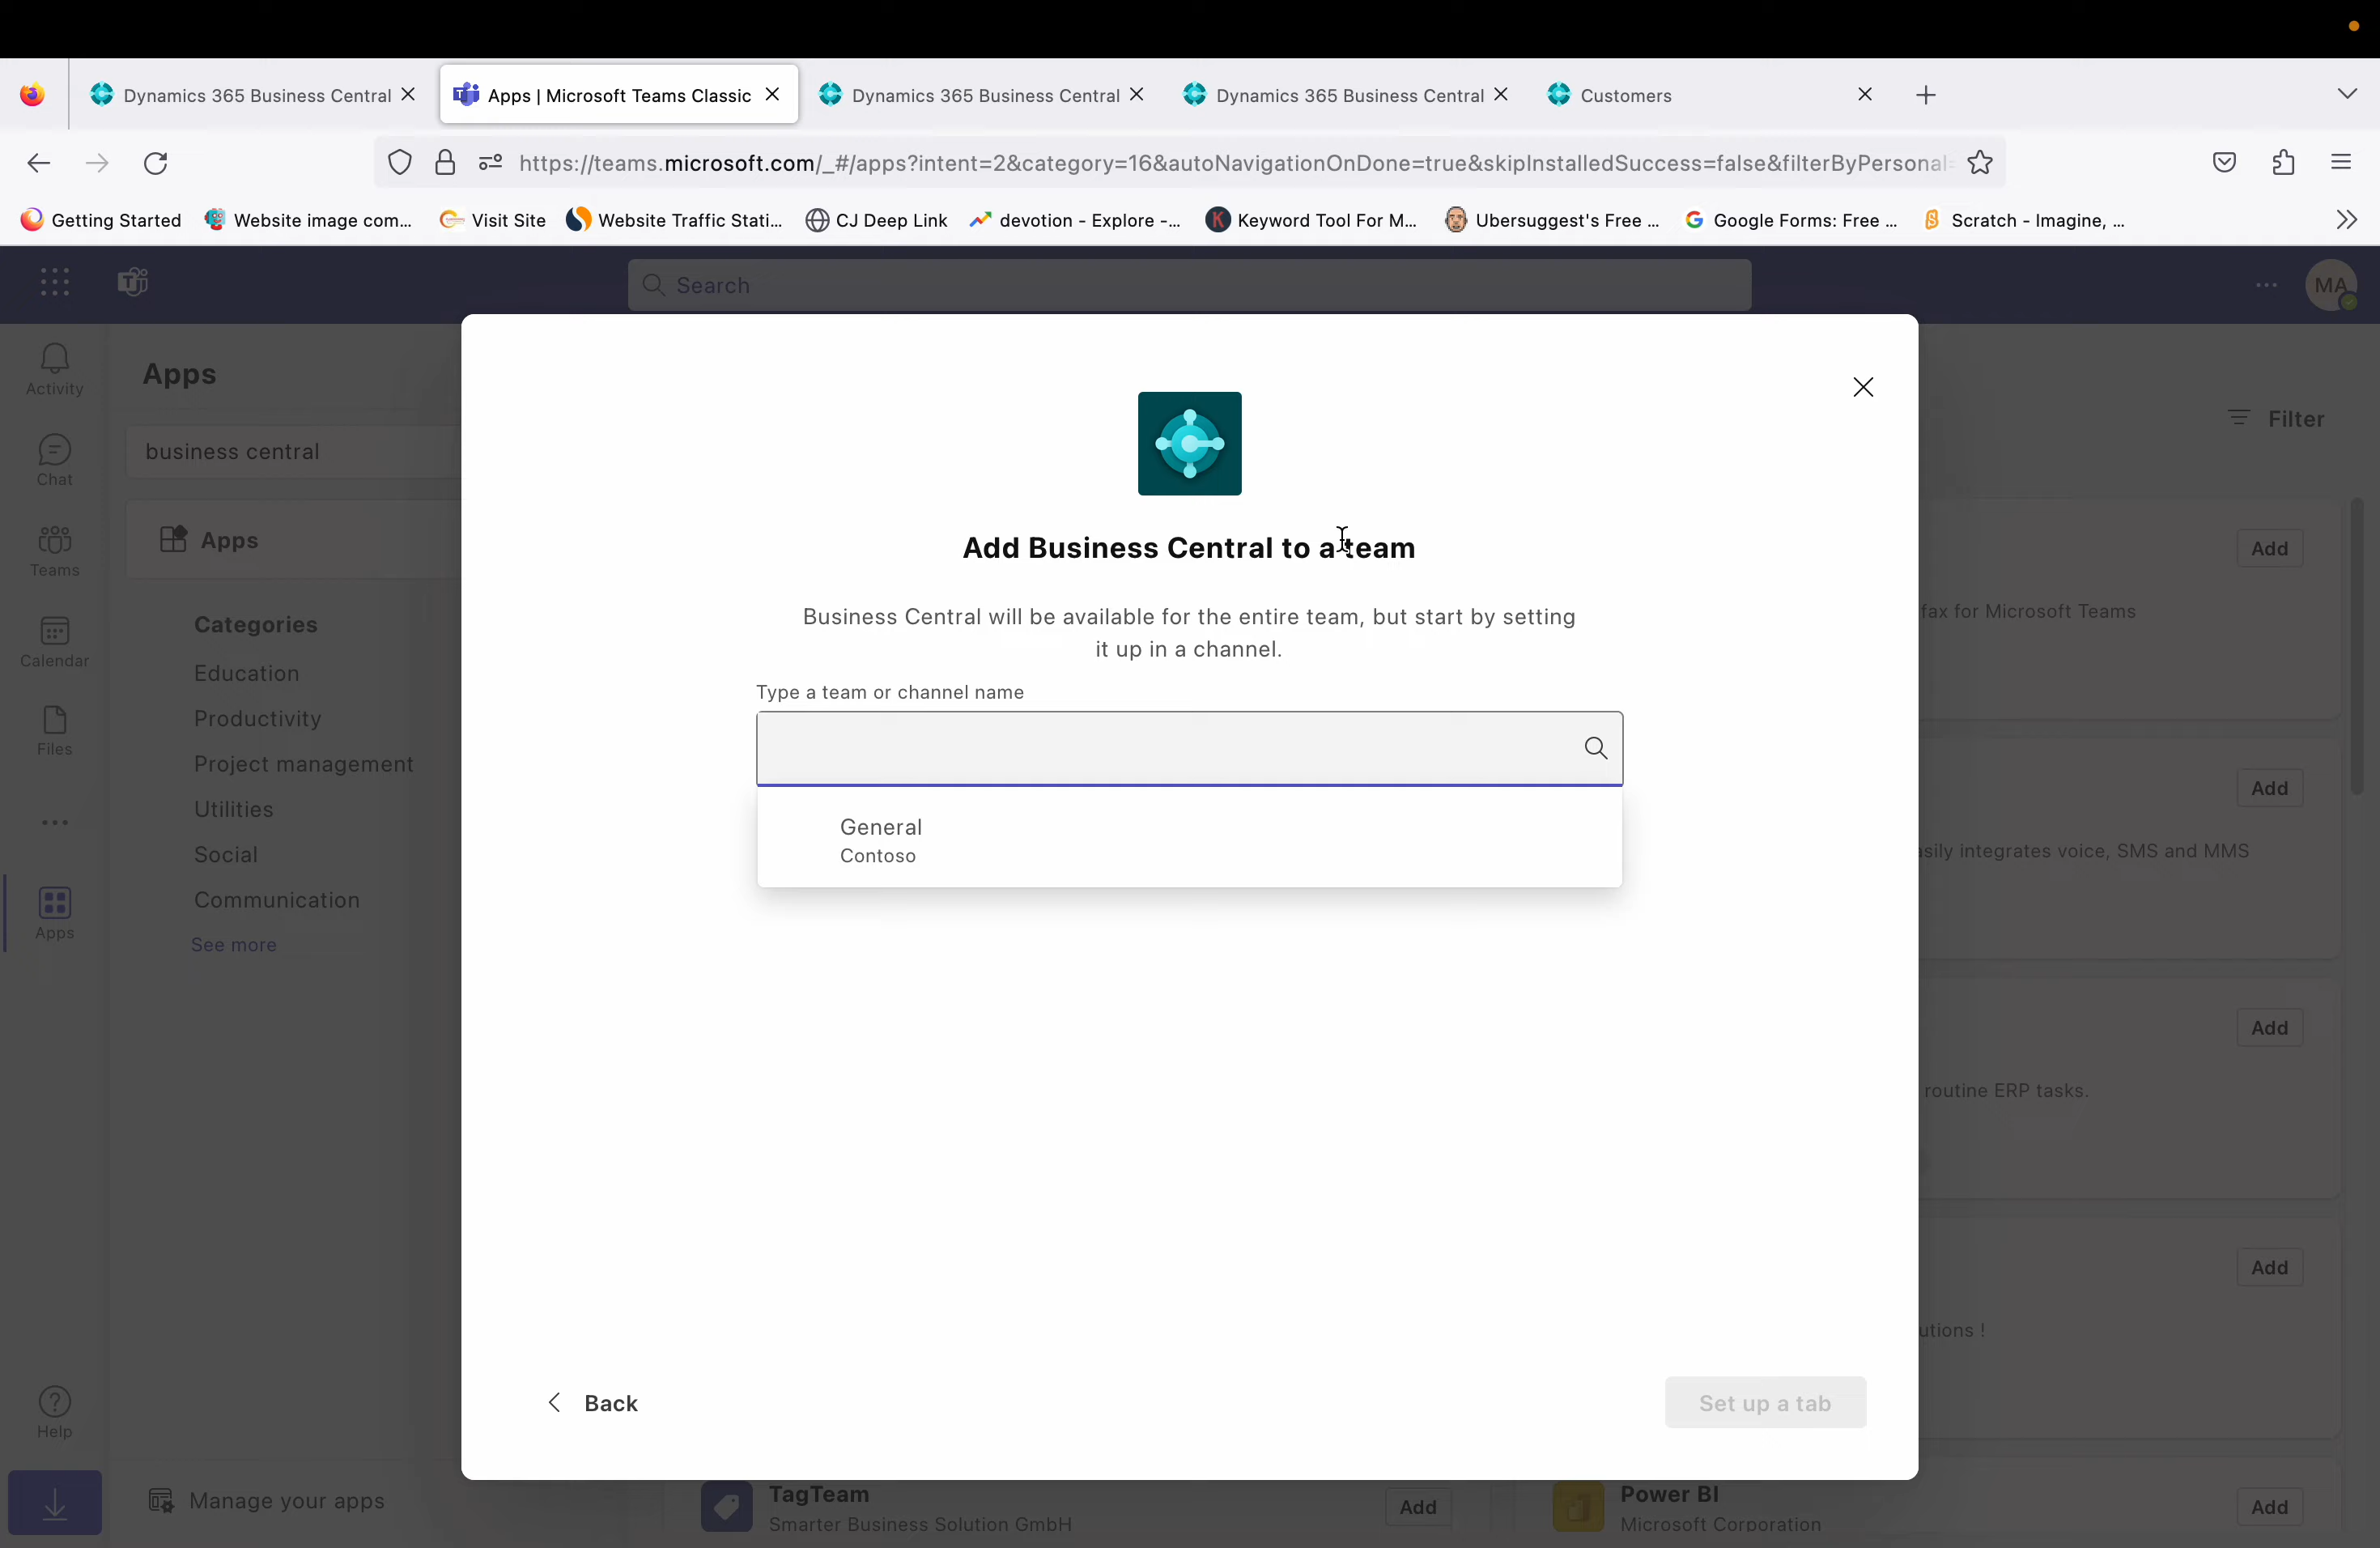 Dynamics 365 Business Central
Apps | Microsoft Teams Classic
Dynamics 365 Business Central
Dynamics 365 Business Central
Customers
https://teams.microsoft.com/_#/apps?intent=2&category=16&autoNavigationOnDone=true&skipInstalledSuccess=false&filterByPersonal=
Getting Started
Website image com...
Visit Site
Website Traffic Stati...
CJ Deep Link
devotion - Explore -...
Keyword Tool For M...
Ubersuggest's Free ...
Google Forms: Free ...
Scratch - Imagine, ...
Search
MA
Activity
Chat
Teams
Calendar
Files
Apps
Help
Apps
business central
Apps
Categories
Education
Productivity
Project management
Utilities
Social
Communication
See more
Manage your apps
Add Business Central to a team
Business Central will be available for the entire team, but start by setting
it up in a channel.
Type a team or channel name
General
Contoso
Back
Set up a tab
Filter
Add
fax for Microsoft Teams
Add
asily integrates voice, SMS and MMS
Add
routine ERP tasks.
Add
utions !
TagTeam
Smarter Business Solution GmbH
Add
Power BI
Microsoft Corporation
Add